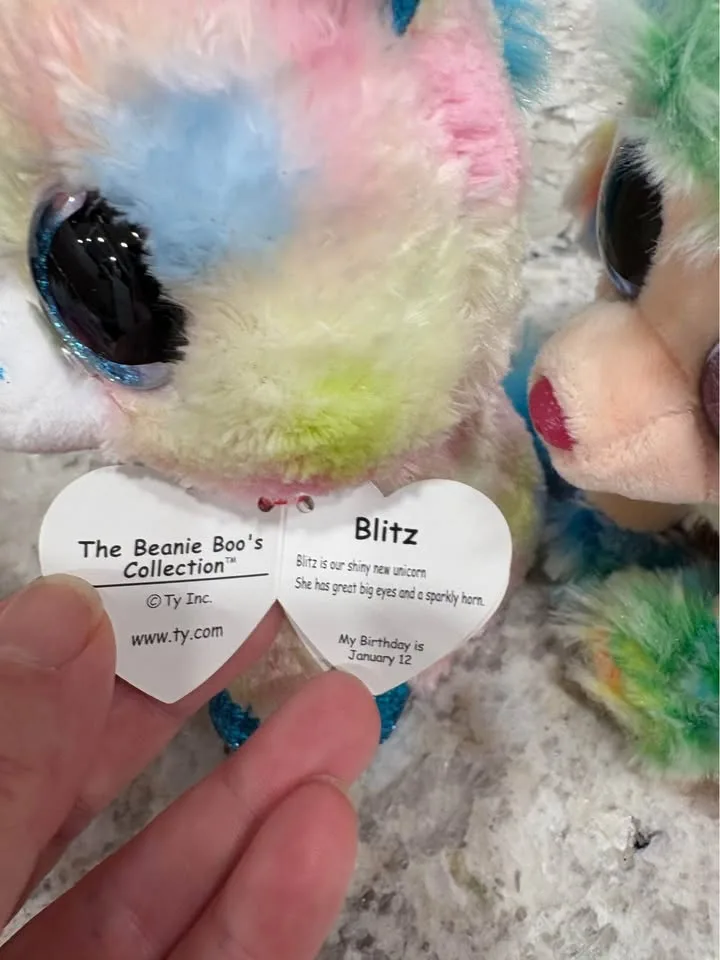 The Beanie Boo's
Collection™
© Ty Inc.
www.ty.com
Blitz
Blitz is our shiny new unicorn
She has great big eyes and a sparkly horn.
My Birthday is
January 12